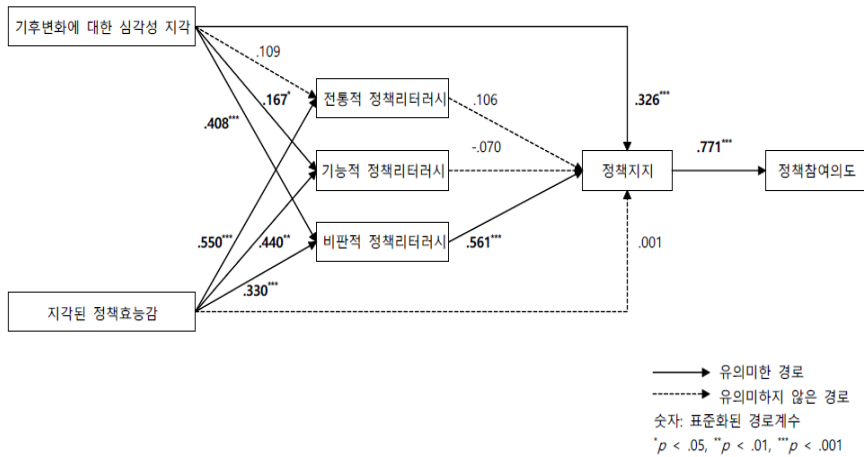 기후변화에 대한 심각성 지각
.109
.167*
.408***
전통적 정책리터러시
.106
.326***
-.070
.771***
기능적 정책리터러시
정책지지
정책참여의도
비판적 정책리터러시
.550***
.440**
.561***
.001
.330***
지각된 정책효능감
유의미한 경로
유의미하지 않은 경로
숫자: 표준화된 경로계수
*p < .05, **p < .01, ***p < .001